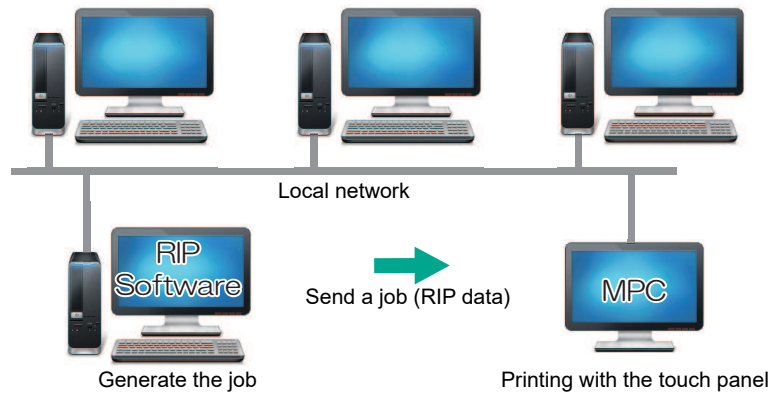 Local network
RIP
Software
Send a job (RIP data)
MPC
Generate the job
Printing with the touch panel